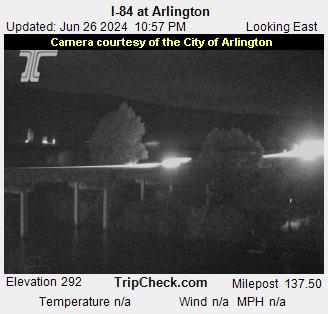 I-84 at Arlington
Updated: Jun 26 2024 10:57 PM Looking East
Camera courtesy of the City of Arlington
Elevation 292 TripCheck.com Milepost 137.50
Temperature n/a Wind n/a MPH n/a